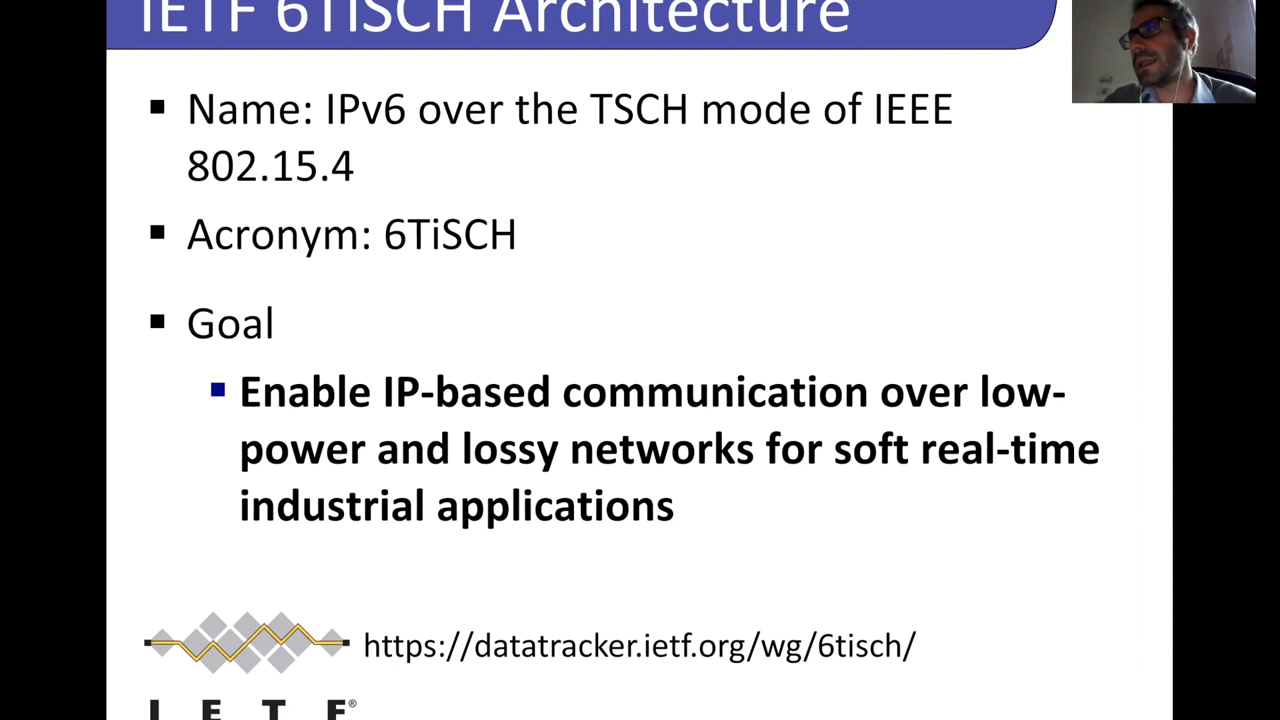 IETF 6TiSCH Architecture
Name: IPv6 over the TSCH mode of IEEE
802.15.4
Acronym: 6TiSCH
Goal
Enable IP-based communication over low-
power and lossy networks for soft real-time
industrial applications
https://datatracker.ietf.org/wg/6tisch/
I E T F®